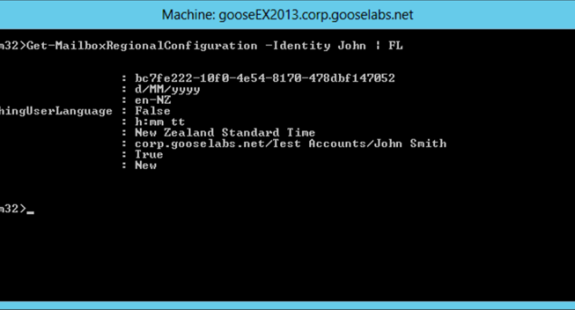 Machine: gooseEX2013.corp.gooselabs.net
m32>Get-MailboxRegionalConfiguration -Identity John | FL
: bc7fe222-10f0-4e54-8170-478dbf147052
: d/MM/yyyy
: en-NZ
hingUserLanguage : False
: h:mm tt
: New Zealand Standard Time
: corp.gooselabs.net/Test Accounts/John Smith
: True
: New
m32>_